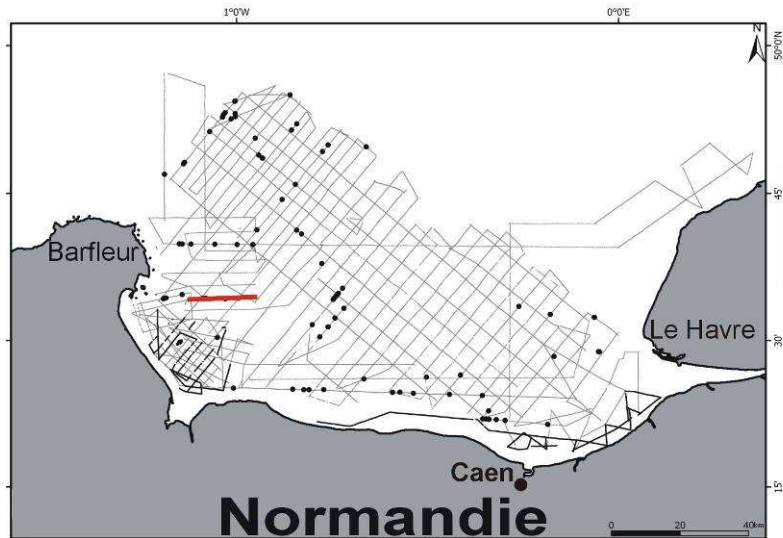 1°0'W 0°0'E
N
50°0'N
45'
Barfleur
30'
Le Havre
Caen
15'
Normandie
0 20 40km